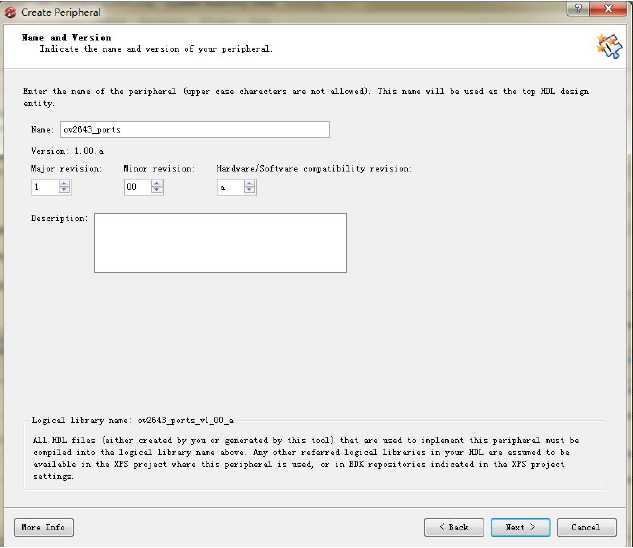 Create Peripheral
Name and Version
Indicate the name and version of your peripheral.
Enter the name of the peripheral (upper case characters are not allowed). This name will be used as the top HDL design
entity.
Name: ov2643_ports
Version: 1.00.a
Major revision: Minor revision: Hardware/Software compatibility revision:
1 00 a
Description:
Logical library name: ov2643_ports_v1_00_a
All HDL files (either created by you or generated by this tool) that are used to implement this peripheral must be
compiled into the logical library name above. Any other referred logical libraries in your HDL are assumed to be
available in the XPS project where this peripheral is used, or in EDK repositories indicated in the XPS project
settings.
More Info < Back Next > Cancel